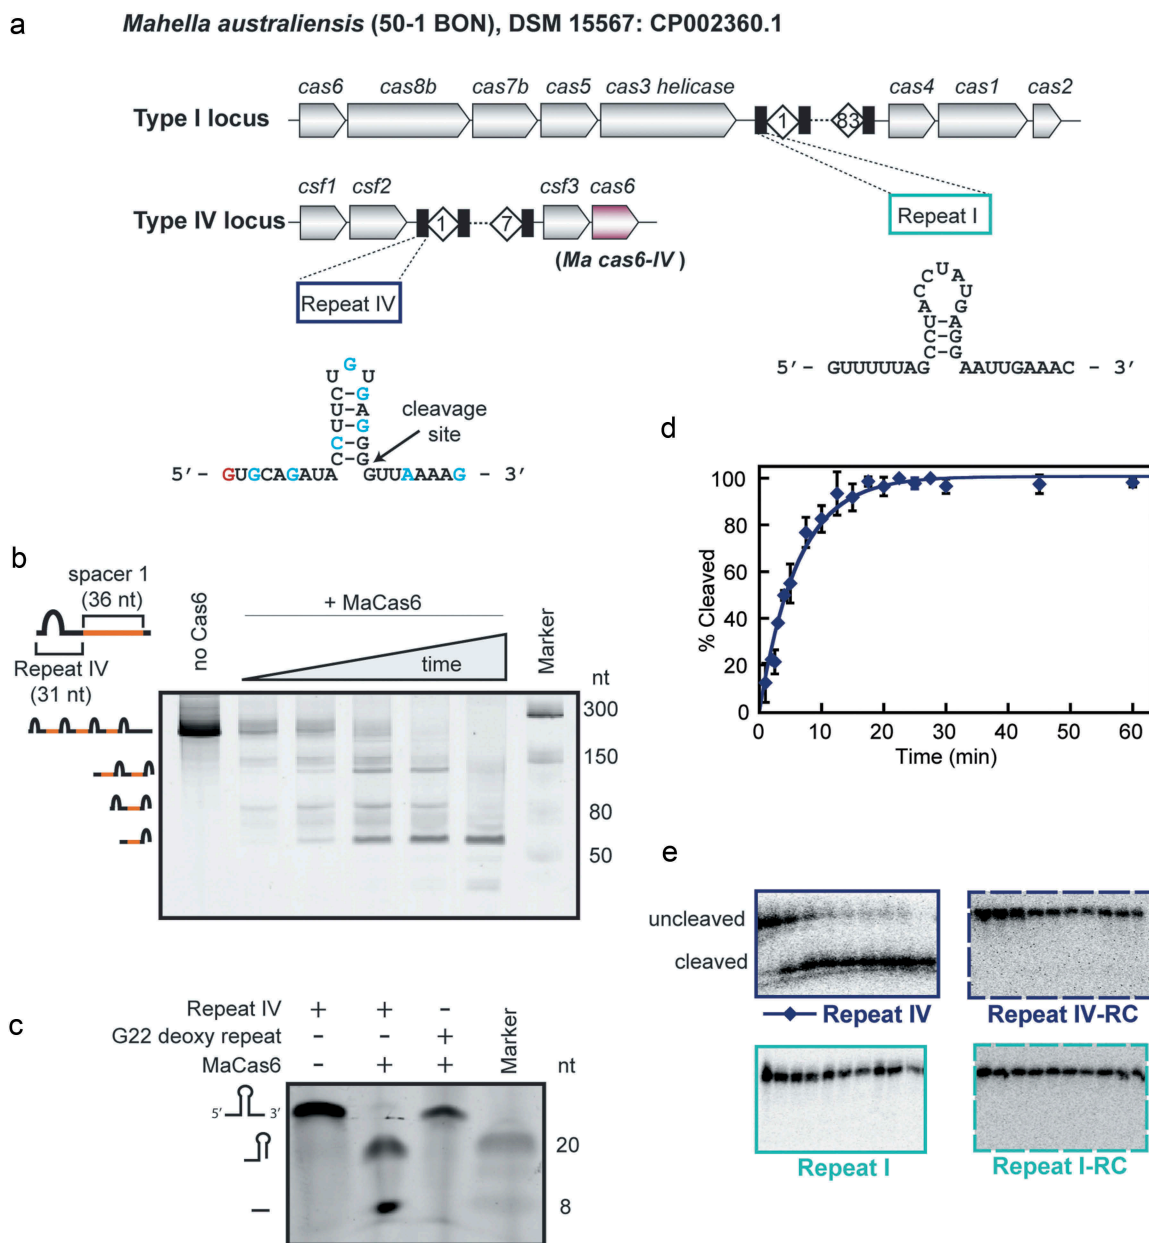 a
Mahella australiensis (50-1 BON), DSM 15567: CP002360.1
cas6 cas8b cas7b cas5 cas3 helicase cas4 cas1 cas2
Type I locus
1 83
csf1 csf2 csf3 cas6
Type IV locus
1 7
(Ma cas6-IV )
Repeat I
Repeat IV
5’ - GUUUUUAG CCUACCUAUGAGG AAUUGAAAC - 3’
cleavage
site
5’ - GUGCAGAUA CCUUCUGUGAGGG GUUAAAAG - 3’
b
spacer 1
(36 nt)
Repeat IV
(31 nt)
no Cas6
+ MaCas6
time
Marker
nt
300
150
80
50
c
Repeat IV + + -
G22 deoxy repeat - - +
MaCas6 - + +
Marker
nt
5’ 3’
20
8
d
% Cleaved
100
80
60
40
20
0
0 10 20 30 40 50 60
Time (min)
e
uncleaved
cleaved
Repeat IV
Repeat IV-RC
Repeat I
Repeat I-RC